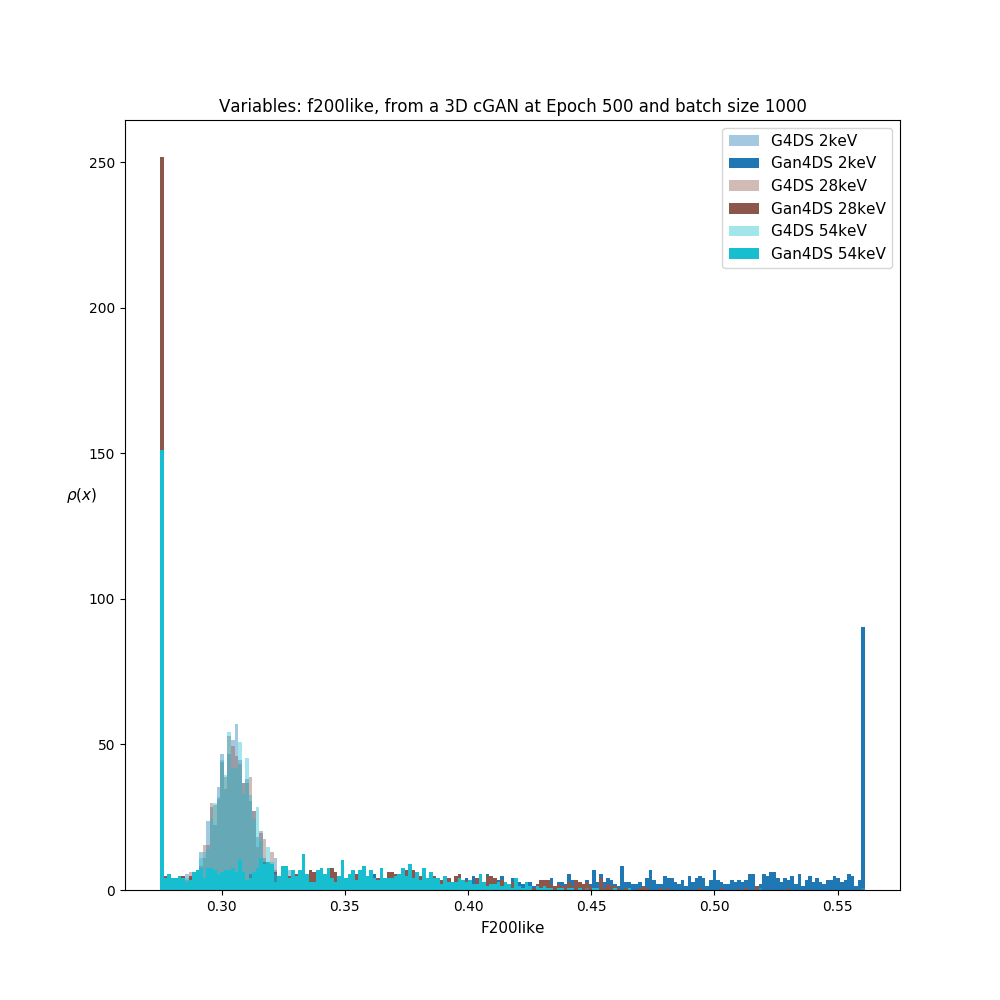 Variables: f200like, from a 3D cGAN at Epoch 500 and batch size 1000
G4DS 2keV
Gan4DS 2keV
G4DS 28keV
Gan4DS 28keV
G4DS 54keV
Gan4DS 54keV
250
200
150
ρ(x)
100
50
0
0.30 0.35 0.40 0.45 0.50 0.55
F200like